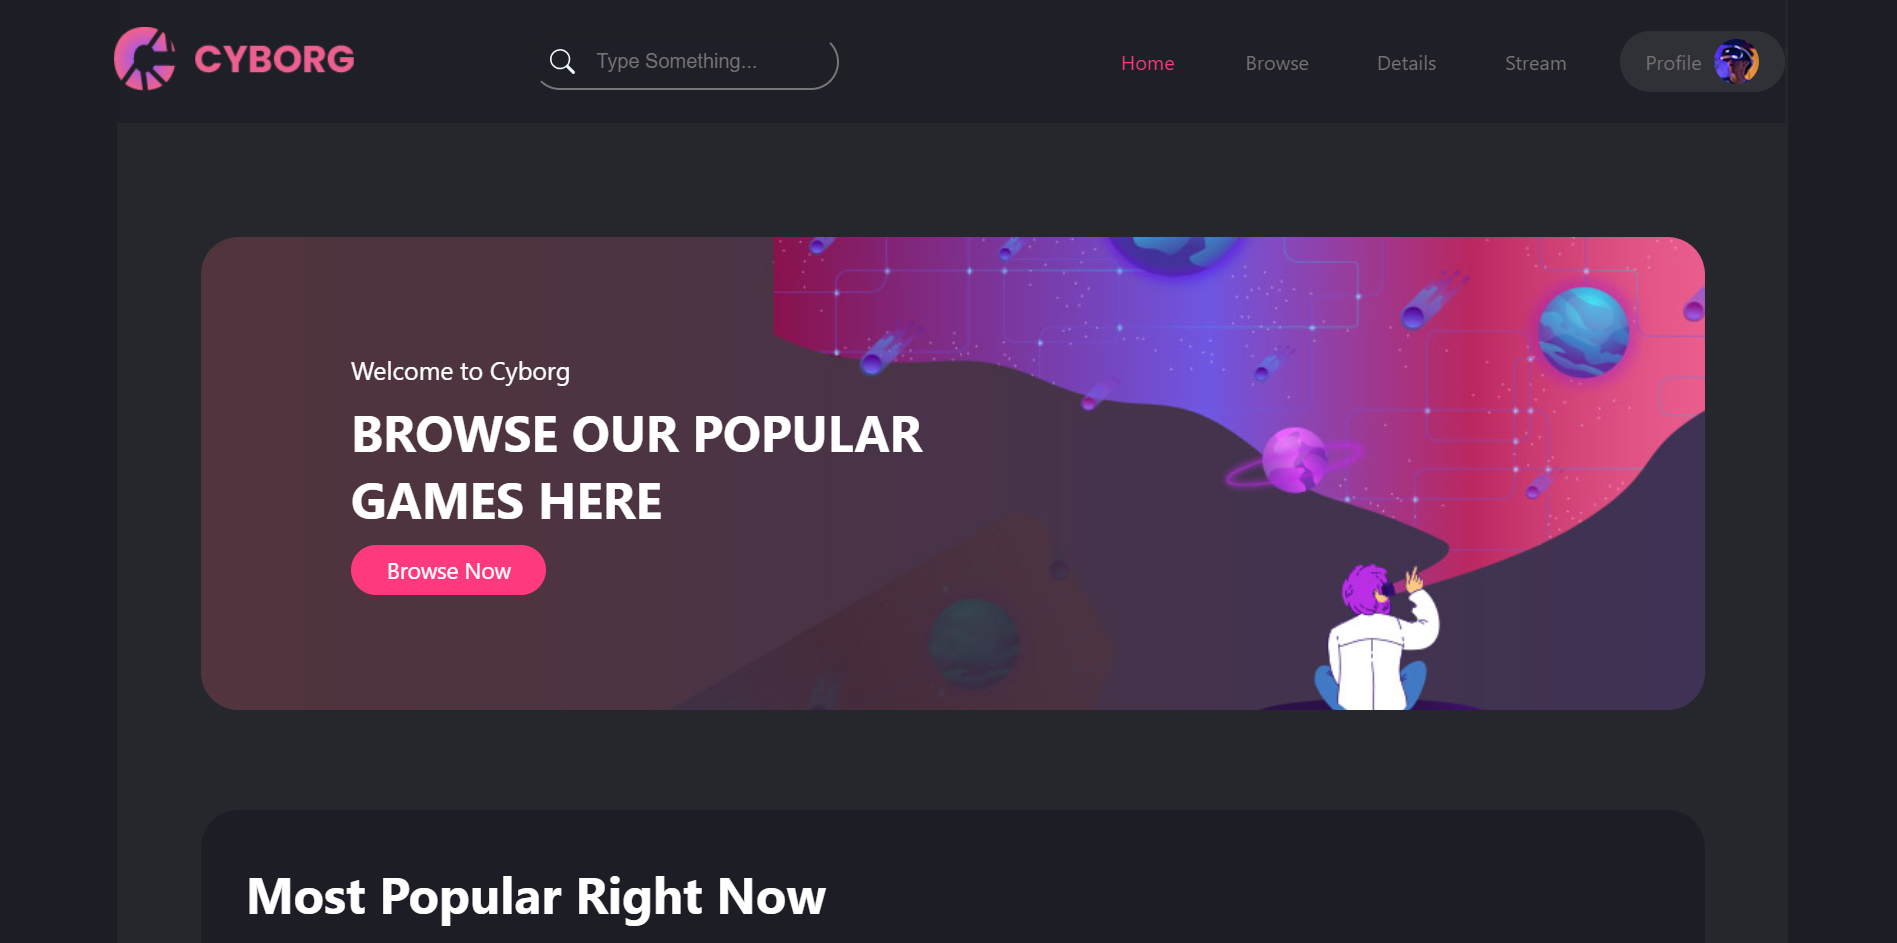 CYBORG
Type Something...
Home
Browse
Details
Stream
Profile
Welcome to Cyborg
BROWSE OUR POPULAR
GAMES HERE
Browse Now
Most Popular Right Now